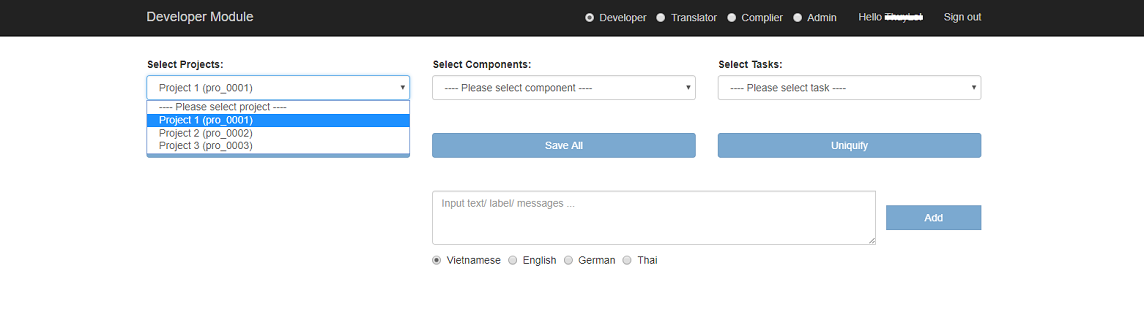 Developer Module Developer Translator Complier Admin Hello Sign out
Select Projects: Select Components: Select Tasks:
Project 1 (pro_0001) ---- Please select component ---- ---- Please select task ----
---- Please select project ----
Project 1 (pro_0001)
Project 2 (pro_0002)
Project 3 (pro_0003)
Save All Uniquify
Input text/ label/ messages ...
Add
Vietnamese English German Thai